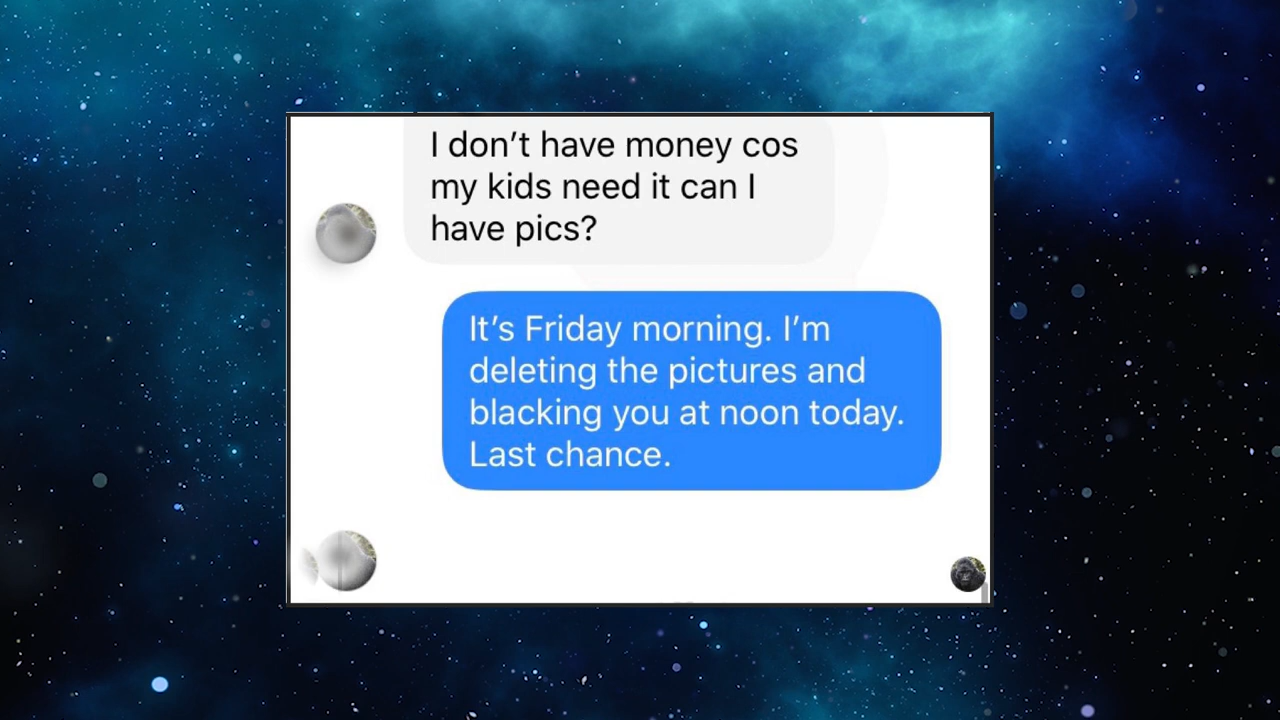 I don’t have money cos
my kids need it can I
have pics?
It’s Friday morning. I’m
deleting the pictures and
blacking you at noon today.
Last chance.